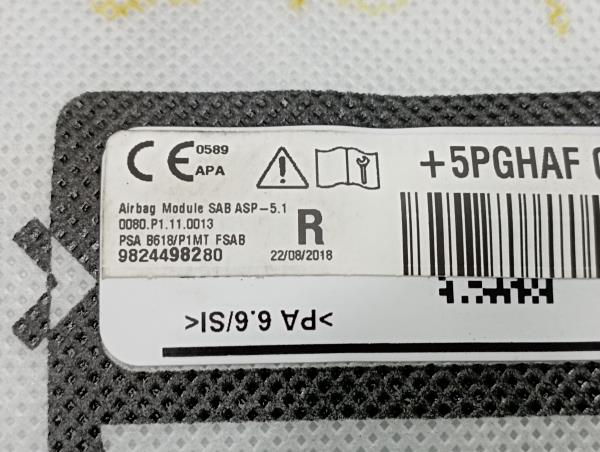 CE 0589
APA
+5PGHAF
Airbag Module SAB ASP-5.1
0080.P1.11.0013
PSA B618/P1MT FSAB
9824498280
R
22/08/2018
>PA 6.6/SI<